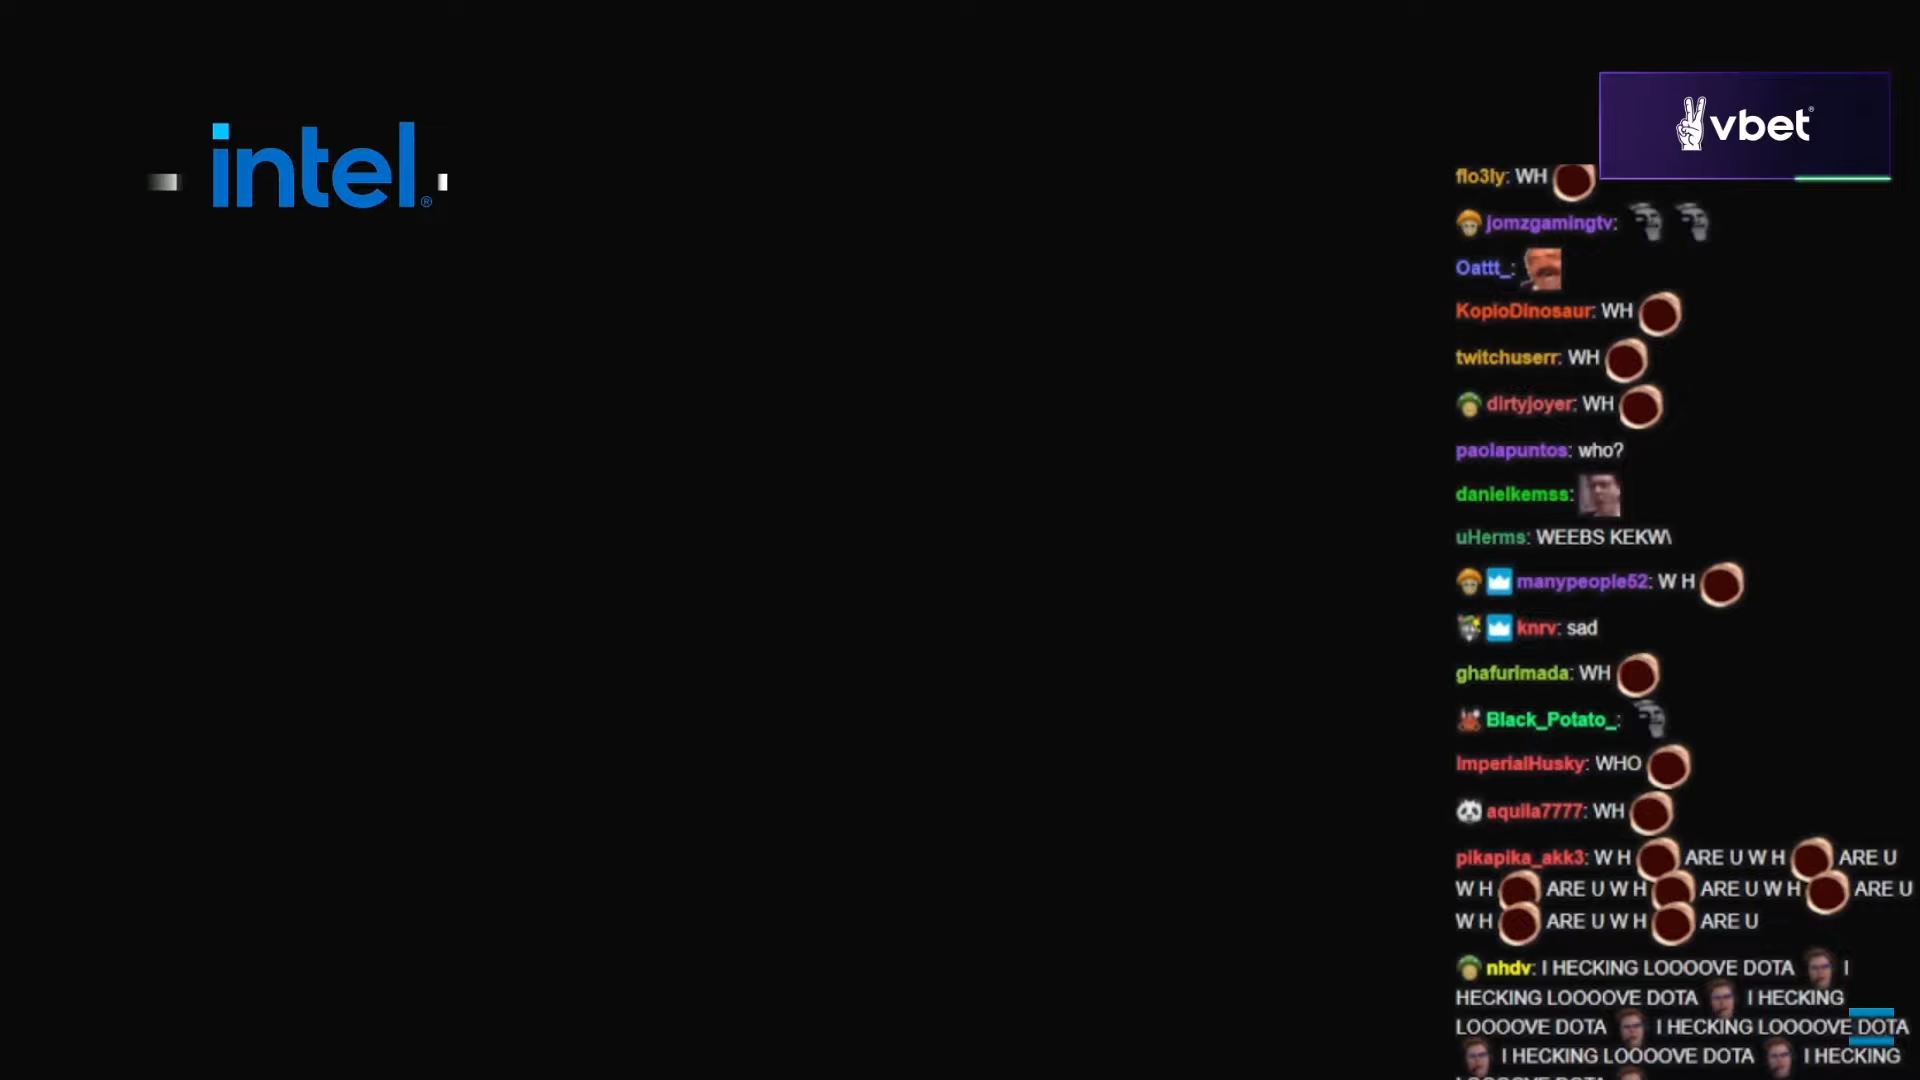 intel®
vbet®
flo3ly: WH
jomzgamingtv:
Oattt_:
KopioDinosaur: WH
twitchuserr: WH
dirtyjoyer: WH
paolapuntos: who?
danielkemss:
uHerms: WEEBS KEKW\
manypeople52: W H
knrv: sad
ghafurimada: WH
Black_Potato_:
ImperialHusky: WHO
aquila7777: WH
pikapika_akk3: W H ARE U W H ARE U
W H ARE U W H ARE U W H ARE U
W H ARE U W H ARE U
nhdv: I HECKING LOOOOVE DOTA I
HECKING LOOOOVE DOTA I HECKING
LOOOOVE DOTA I HECKING LOOOOVE DOTA
I HECKING LOOOOVE DOTA I HECKING
LOOOOVE DOTA